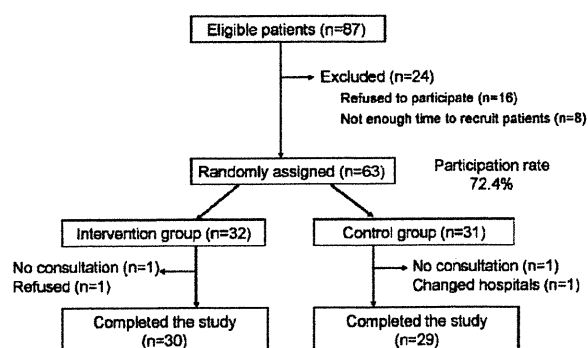 Eligible patients (n=87)
Excluded (n=24)
Refused to participate (n=16)
Not enough time to recruit patients (n=8)
Randomly assigned (n=63)
Participation rate
72.4%
Intervention group (n=32)
Control group (n=31)
No consultation (n=1)
Refused (n=1)
No consultation (n=1)
Changed hospitals (n=1)
Completed the study
(n=30)
Completed the study
(n=29)